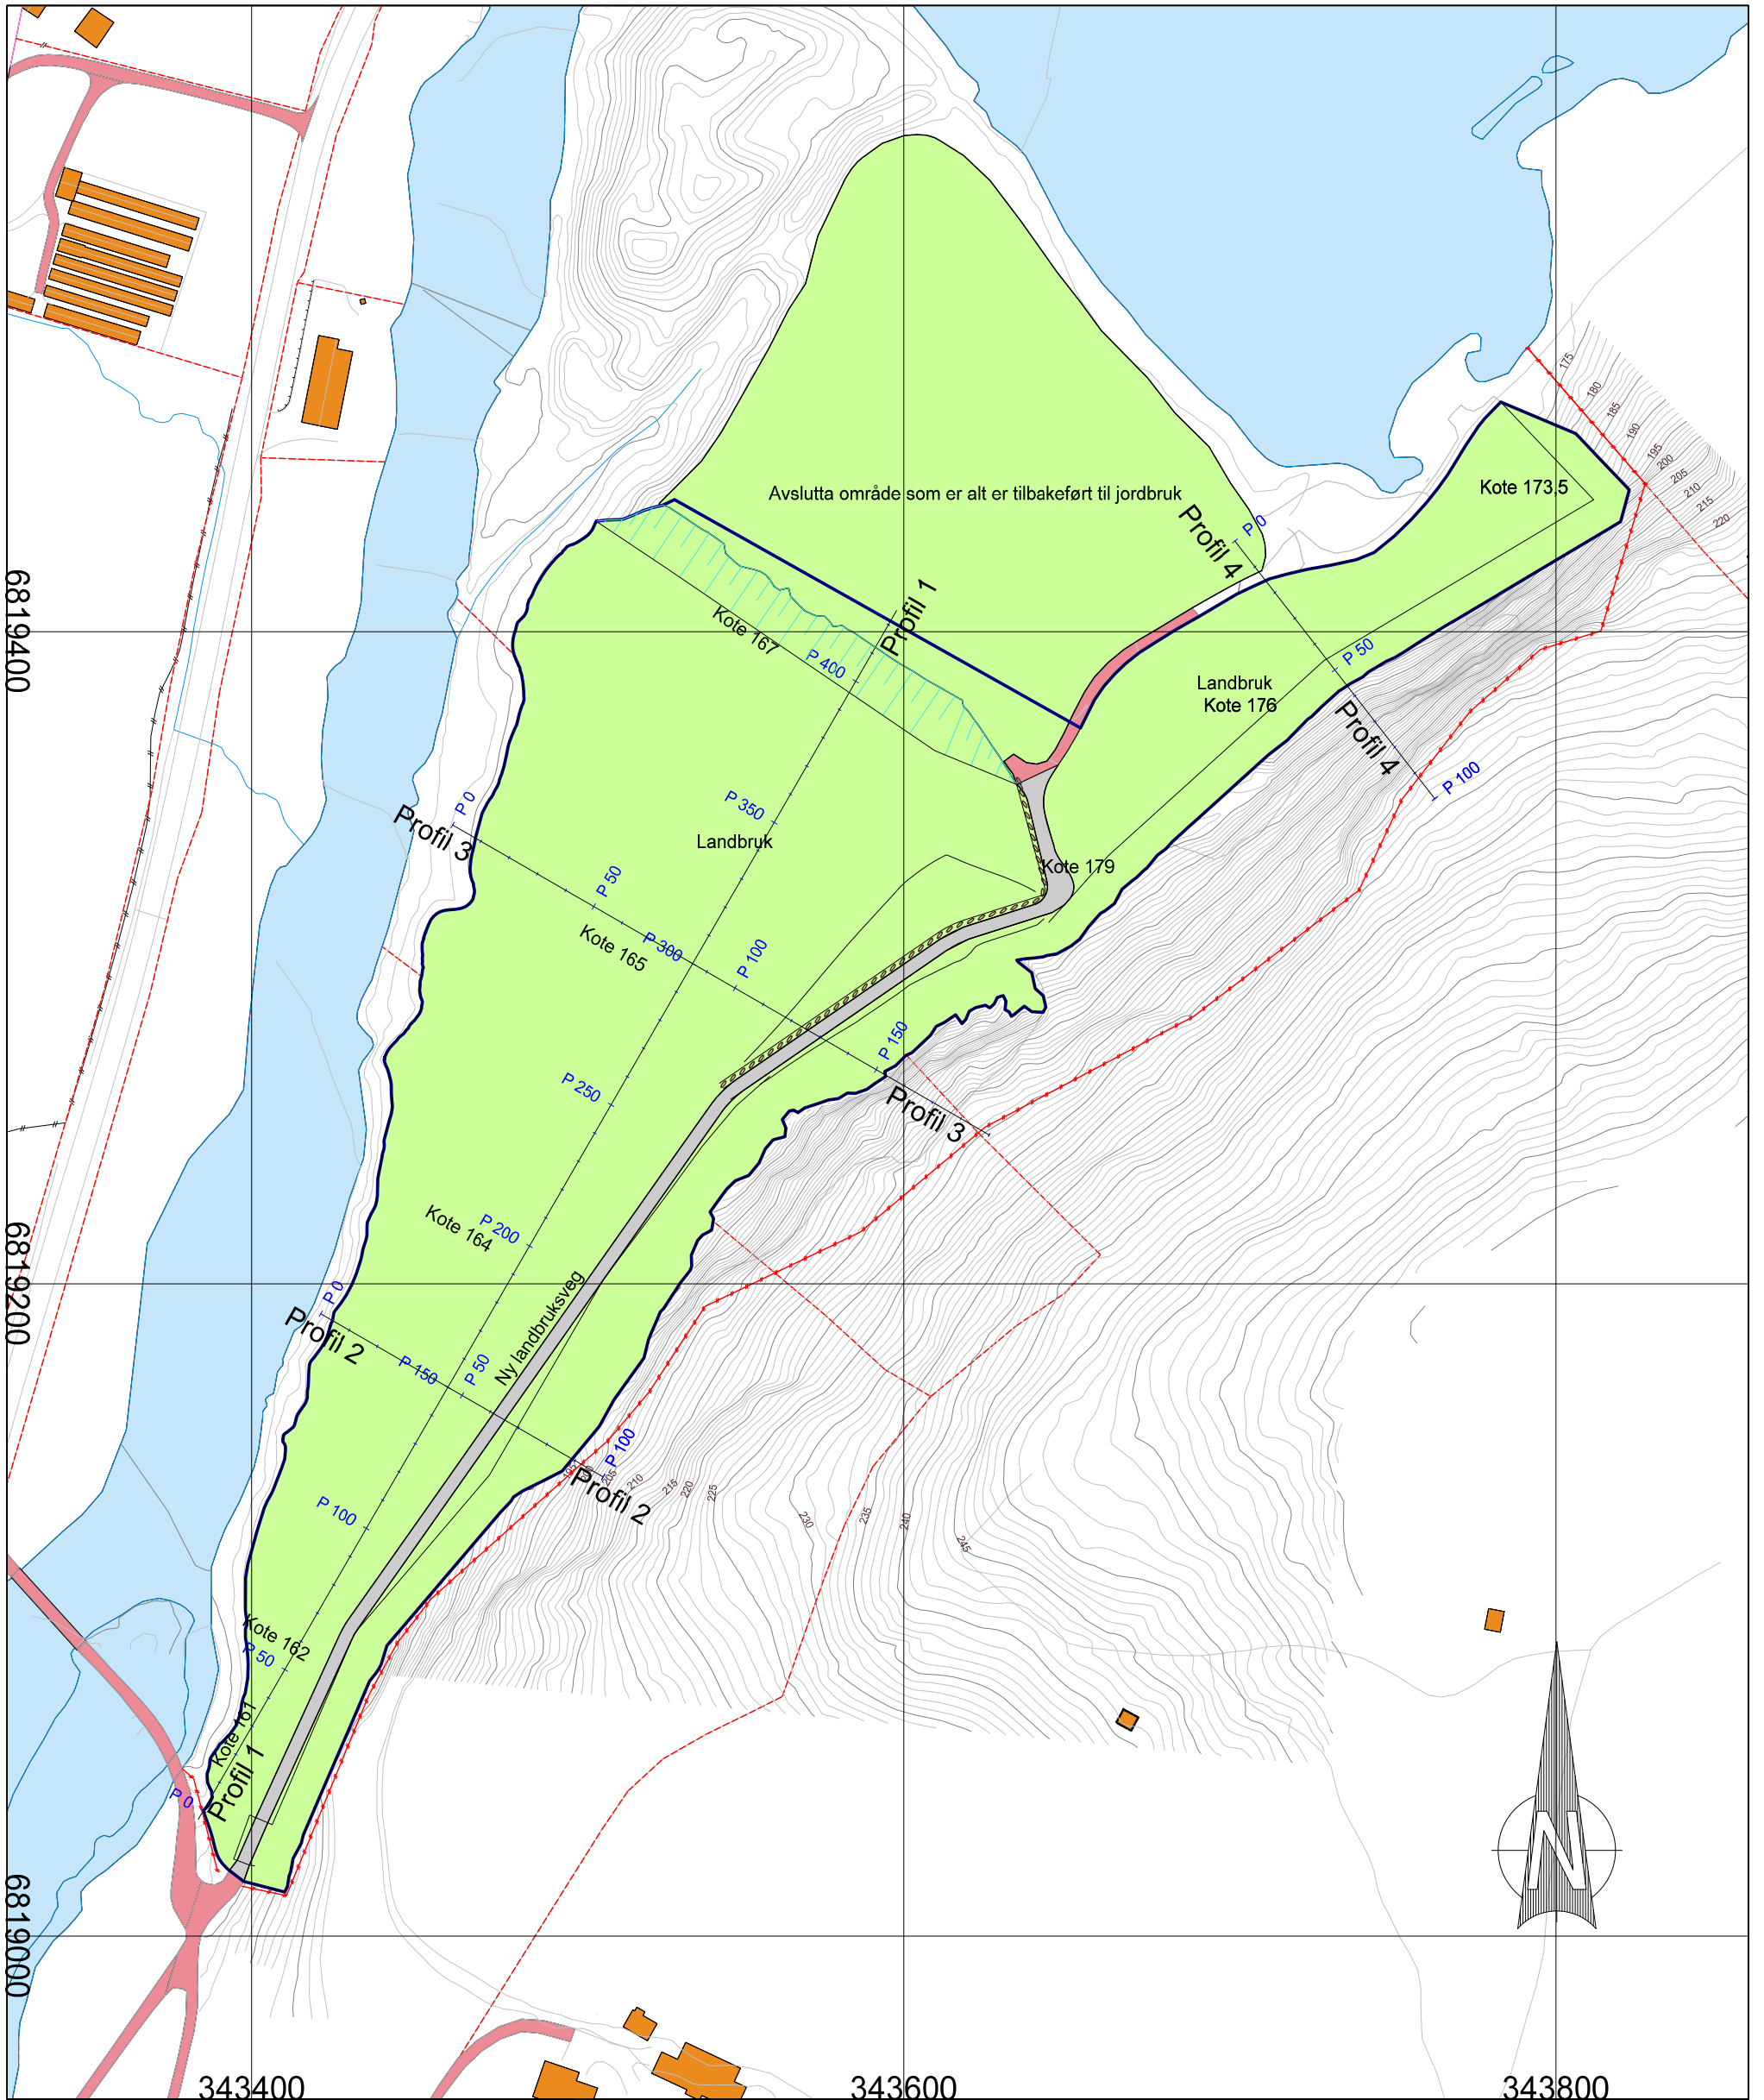 175
180
185
190
195
200
205
210
215
220
Kote 173,5
Avslutta område som er alt er tilbakeført til jordbruk
P 0
Profil 4
6819400
Profil 1
Kote 167
P 400
P 50
Landbruk
Kote 176
Profil 4
P 100
P 0
Profil 3
P 350
Landbruk
Kote 179
P 50
Kote 165
P 300
P 100
P 150
P 250
Profil 3
Kote 164
P 200
6819200
P 0
Profil 2
Ny landbruksveg
P 150
P 50
P 100
195
205
210
215
220
225
230
235
240
245
Profil 2
P 100
Kote 162
P 50
Kote 161
Profil 1
P 0
N
6819000
343400
343600
343800